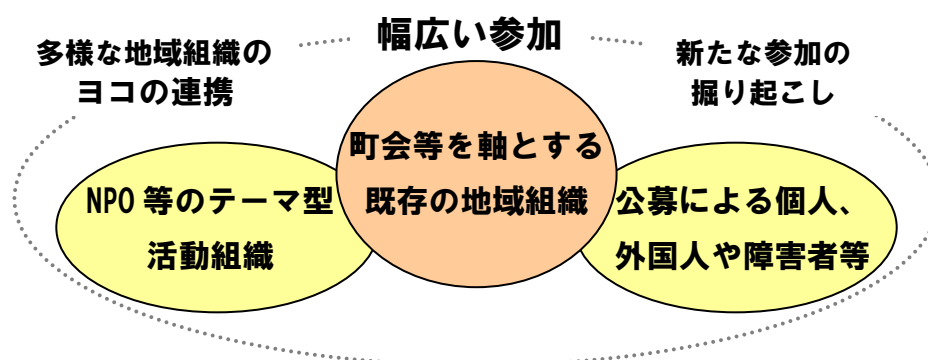 幅広い参加
多様な地域組織の
ヨコの連携
新たな参加の
掘り起こし
町会等を軸とする
既存の地域組織
NPO 等のテーマ型
活動組織
公募による個人、
外国人や障害者等